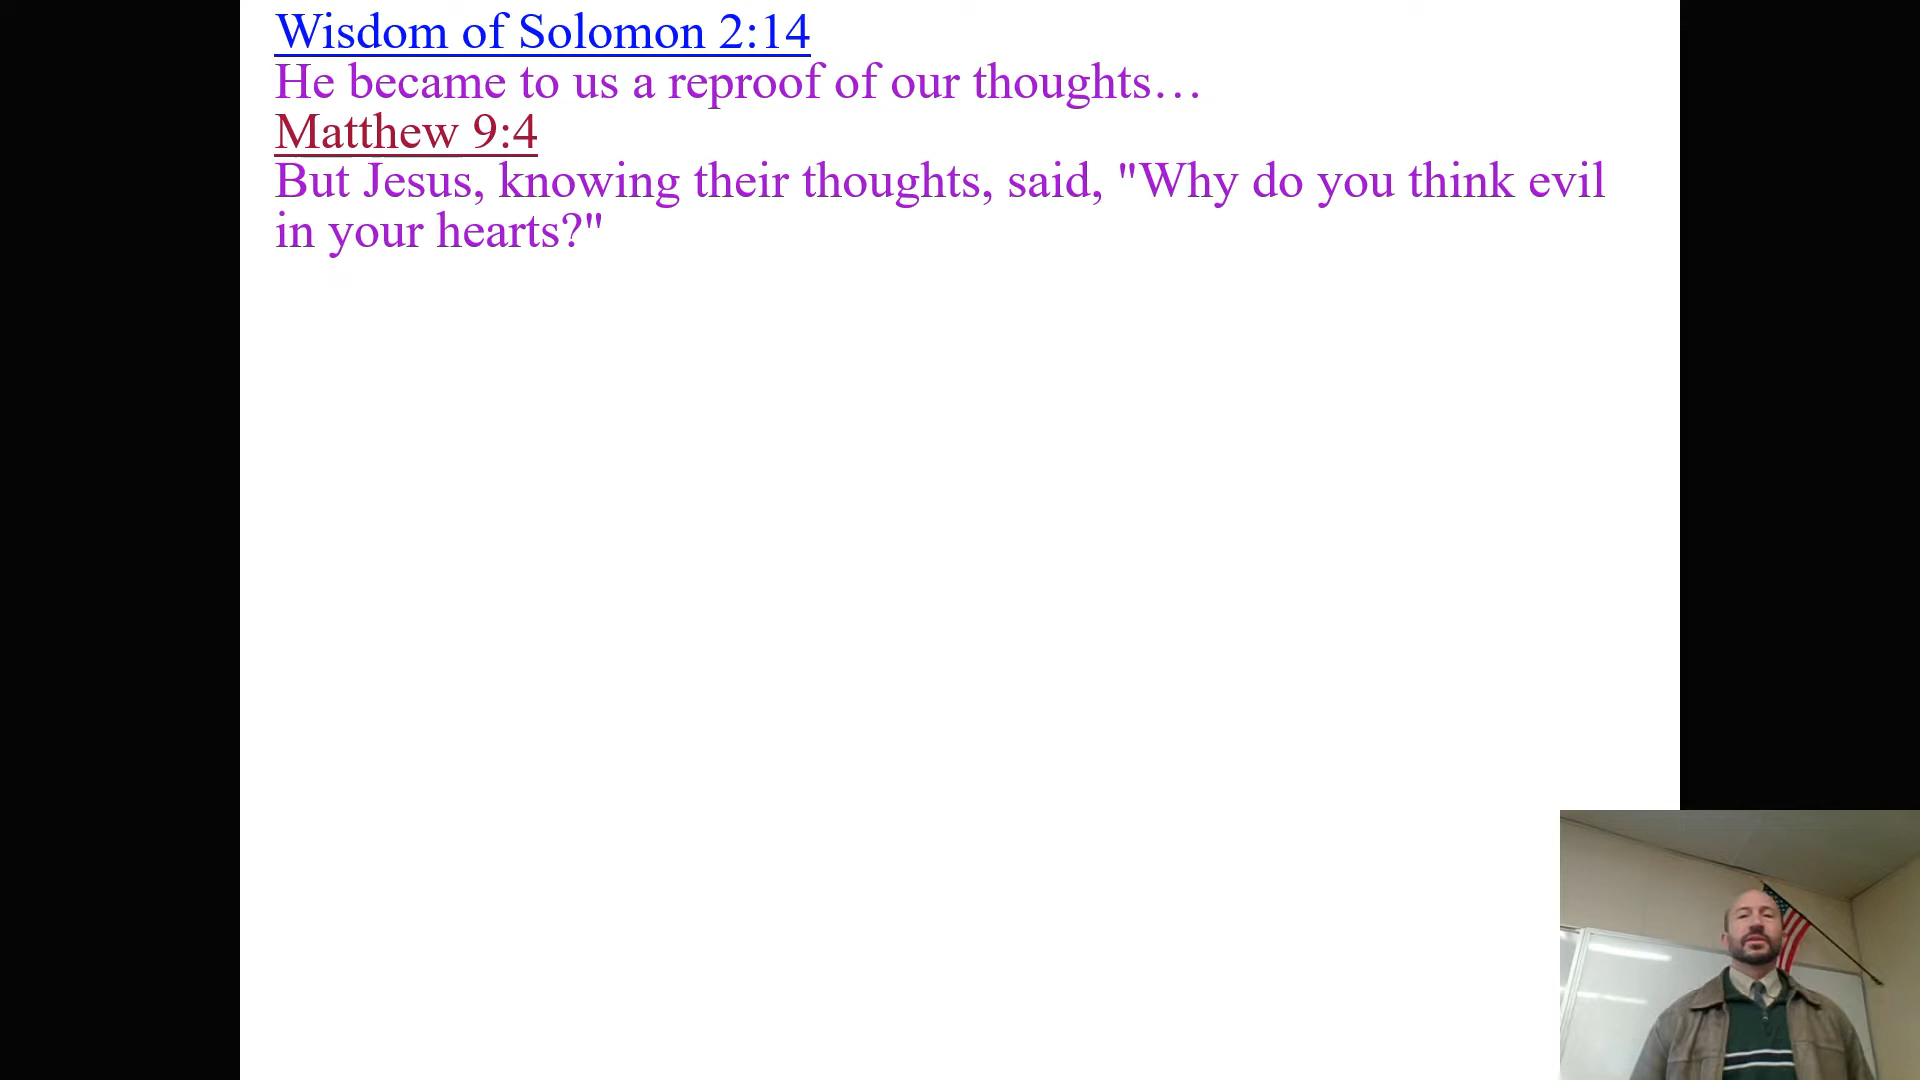 Wisdom of Solomon 2:14
He became to us a reproof of our thoughts…
Matthew 9:4
But Jesus, knowing their thoughts, said, "Why do you think evil
in your hearts?"